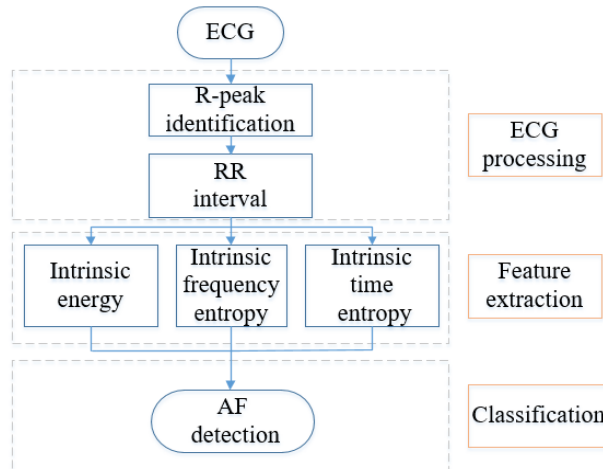 ECG
R-peak
identification
ECG
processing
RR
interval
Intrinsic
energy
Intrinsic
frequency
entropy
Intrinsic
time
entropy
Feature
extraction
AF
detection
Classification